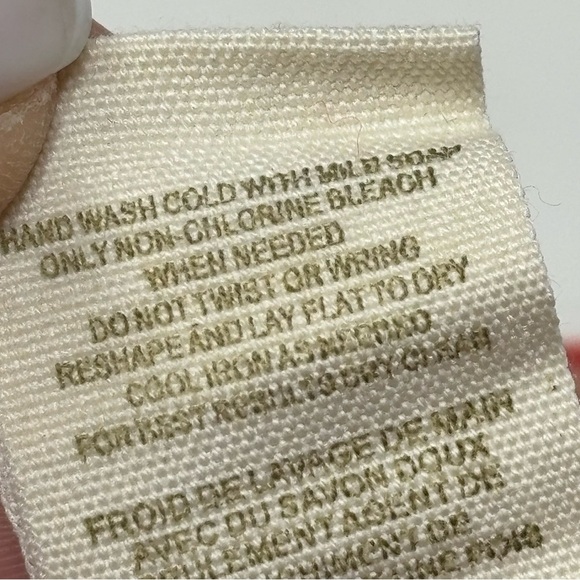 HAND WASH COLD WITH MILD SOAP
ONLY NON-CHLORINE BLEACH
WHEN NEEDED
DO NOT TWIST OR WRING
RESHAPE AND LAY FLAT TO DRY
COOL IRON AS NEEDED
FOR BEST RESULTS DRY CLEAN
FROID DE LAVAGE DE MAIN
AVEC DU SAVON DOUX
SEULEMENT AGENT DE
DE